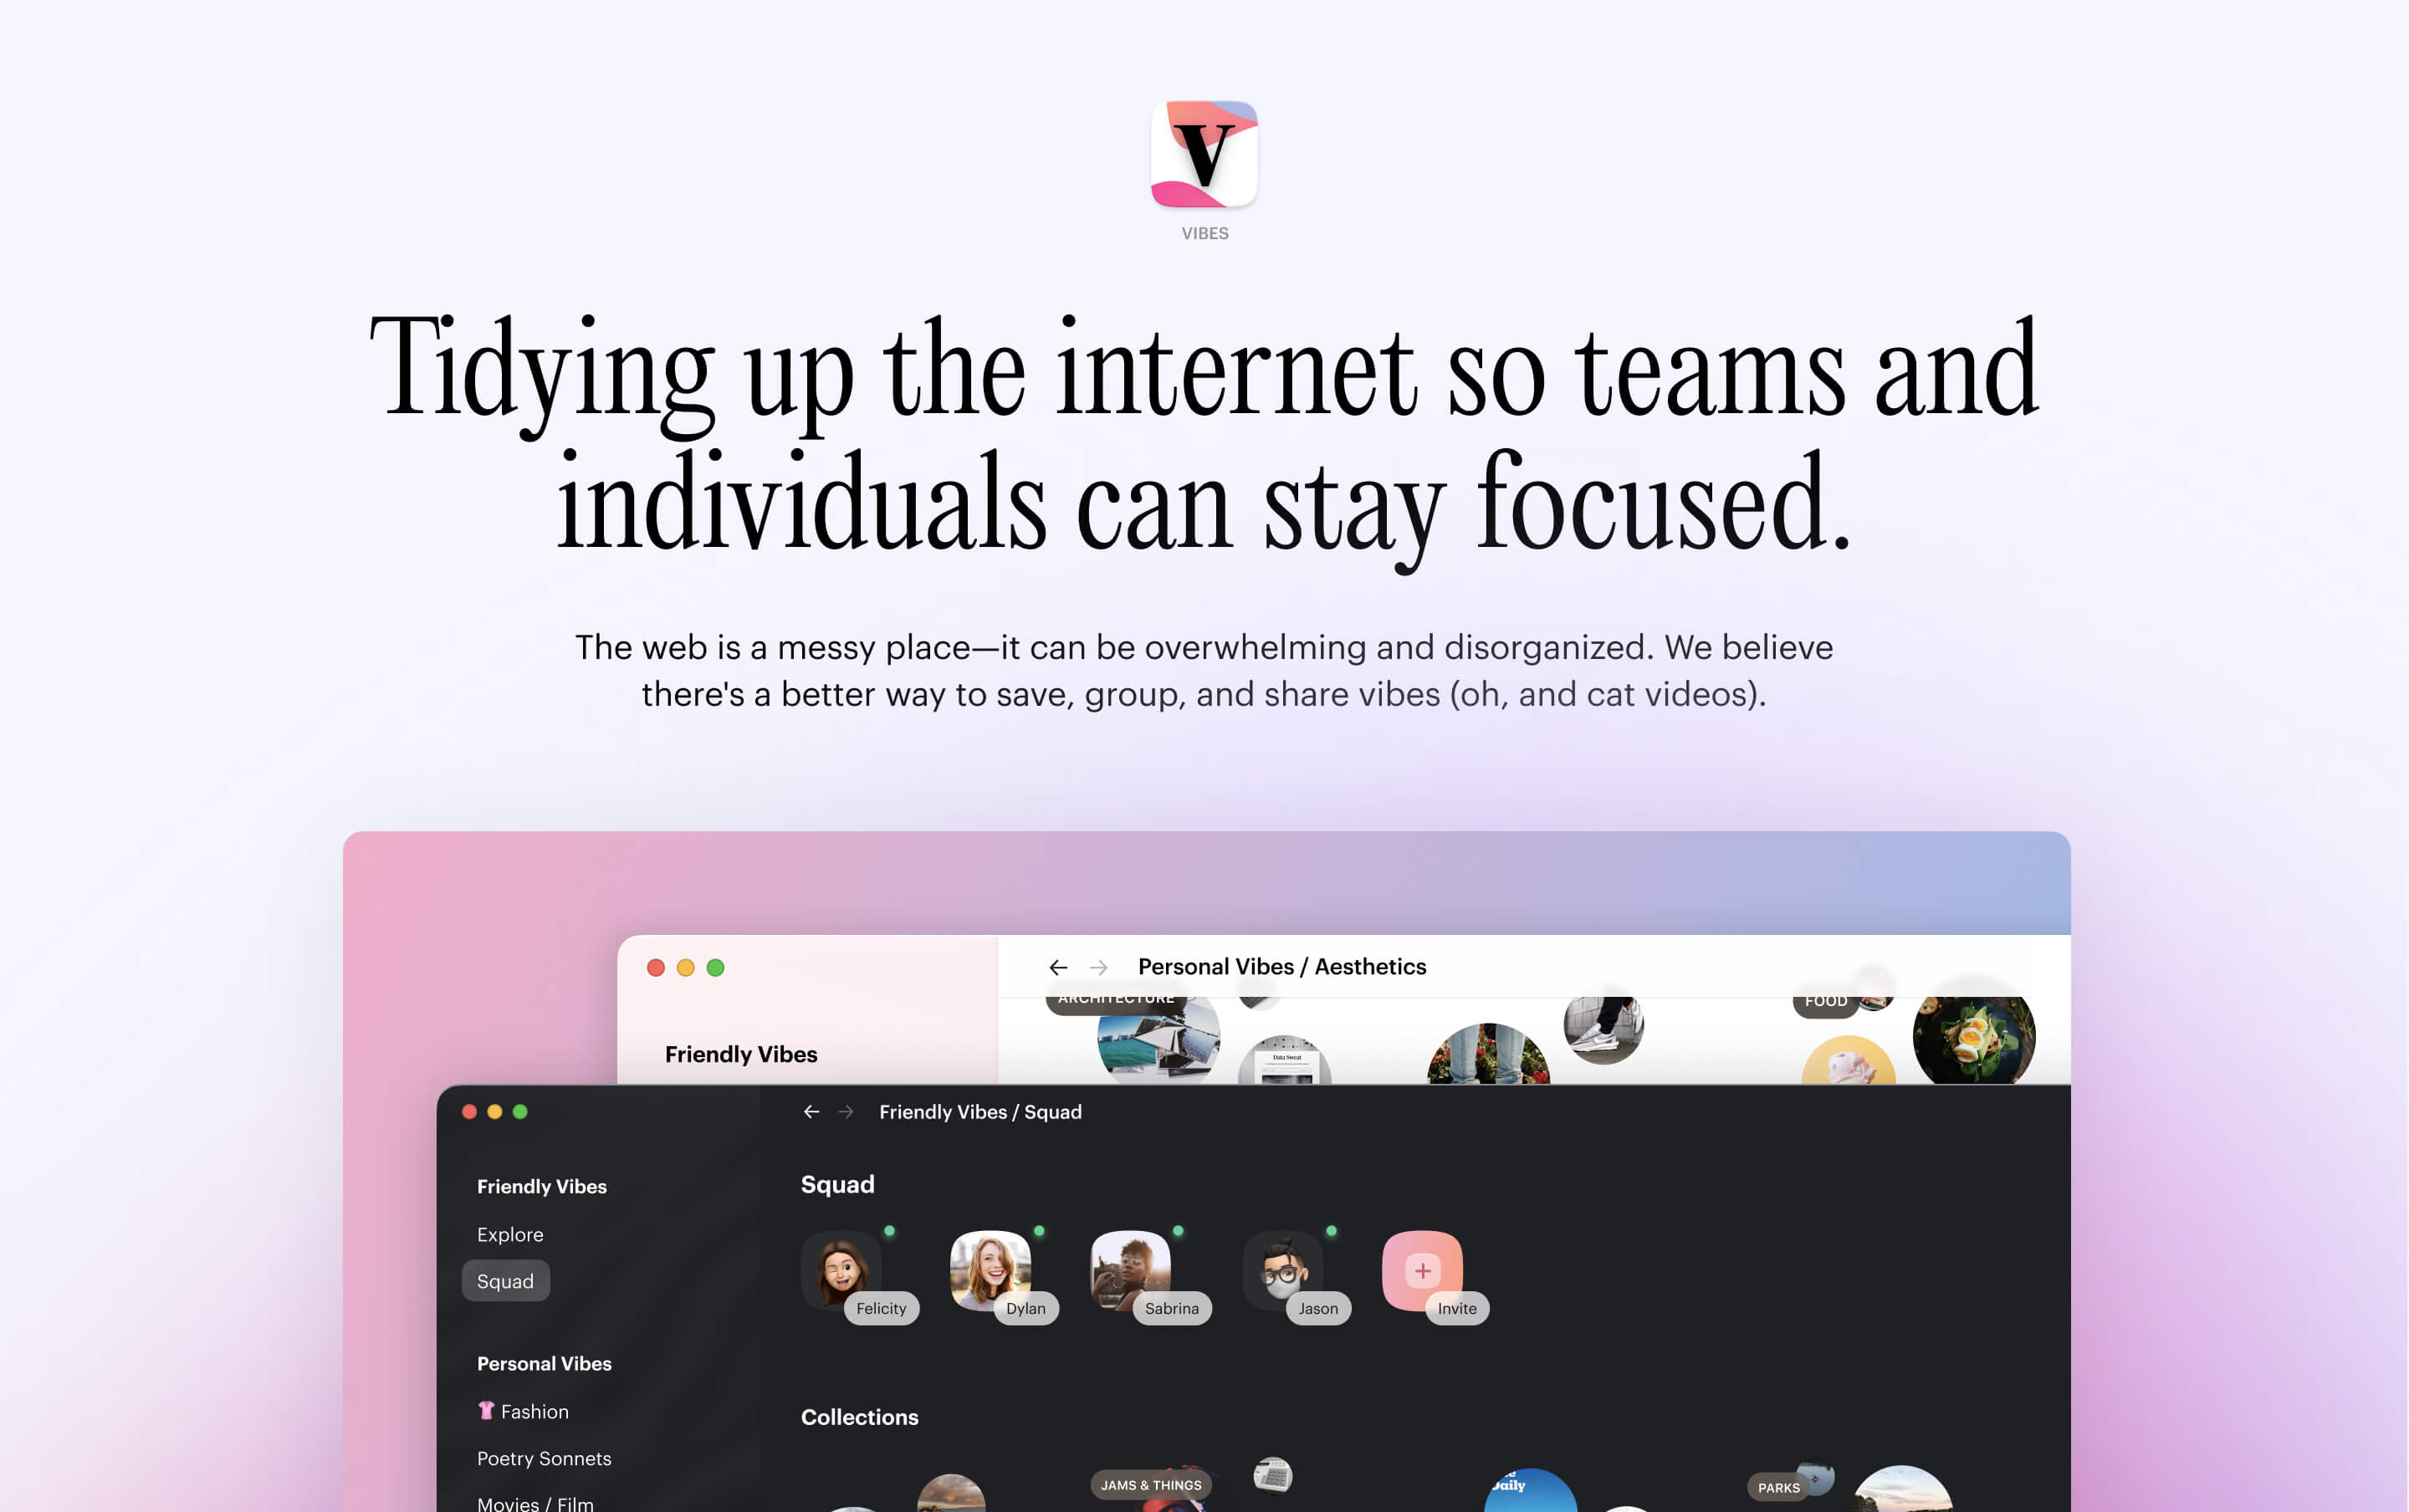 V
VIBES
Tidying up the internet so teams and
individuals can stay focused.
The web is a messy place—it can be overwhelming and disorganized. We believe
there's a better way to save, group, and share vibes (oh, and cat videos).
← → Personal Vibes / Aesthetics
ARCHITECTURE
FOOD
Data Sweat
Friendly Vibes
← → Friendly Vibes / Squad
Friendly Vibes
Explore
Squad
Personal Vibes
Fashion
Poetry Sonnets
Movies / Film
Squad
Felicity
Dylan
Sabrina
Jason
+
Invite
Collections
JAMS & THINGS
Daily
PARKS